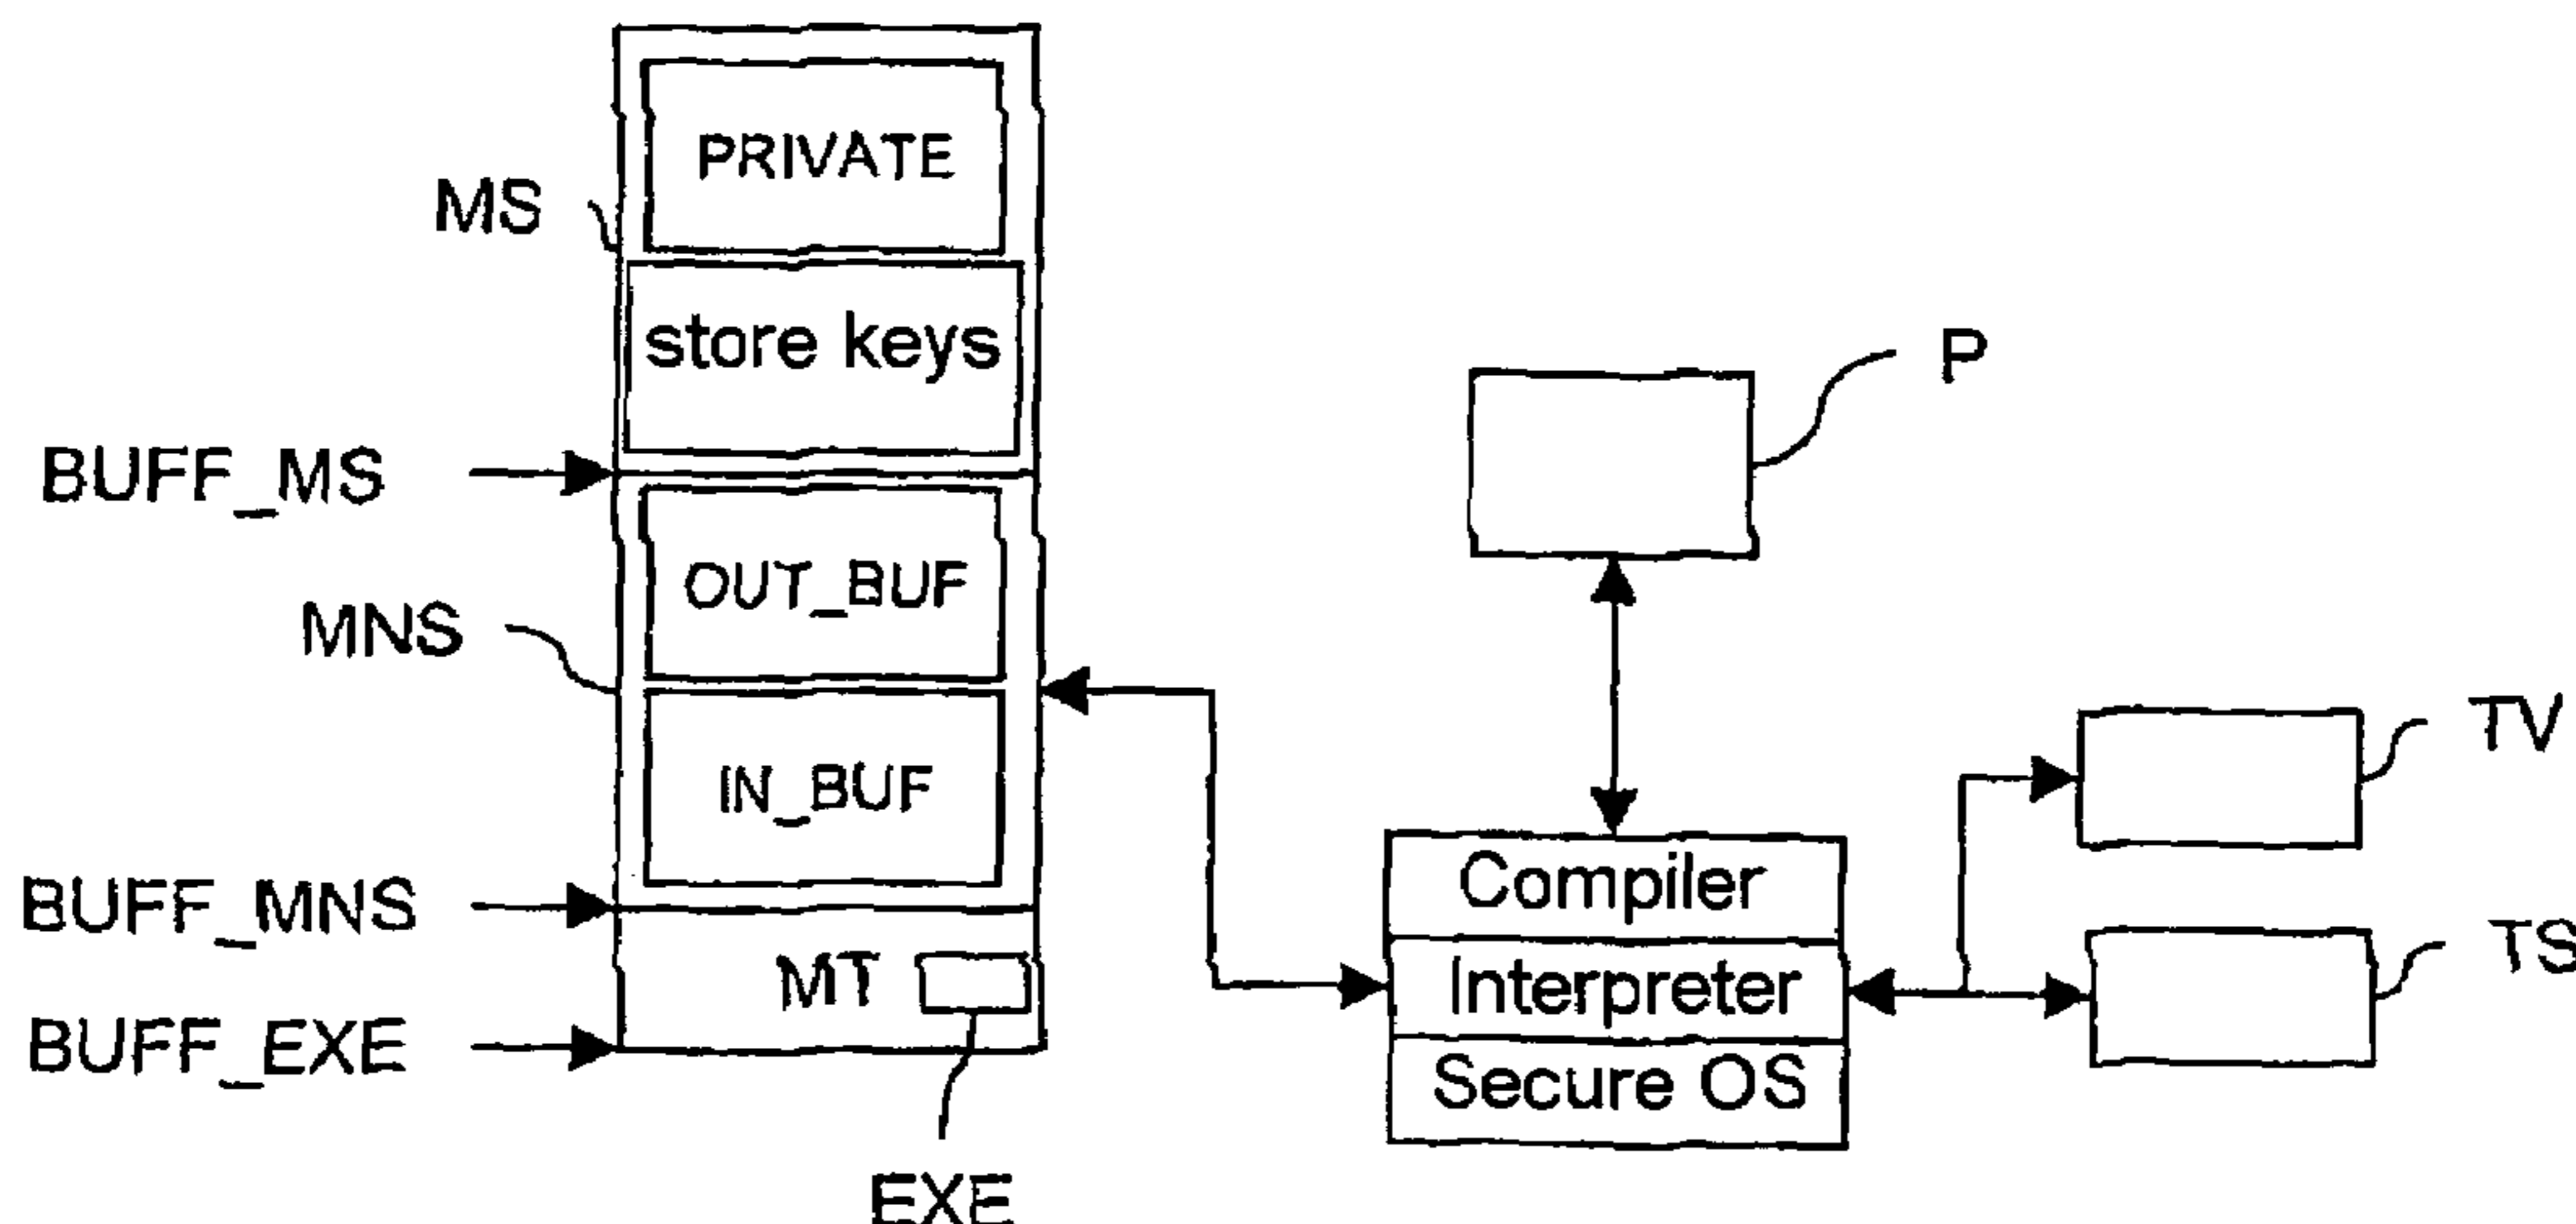 PRIVATE
MS
store keys
P
BUFF_MS
OUT_BUF
MNS
TV
IN_BUF
Compiler
BUFF_MNS
TS
MT
Interpreter
BUFF_EXE
Secure OS
EXE